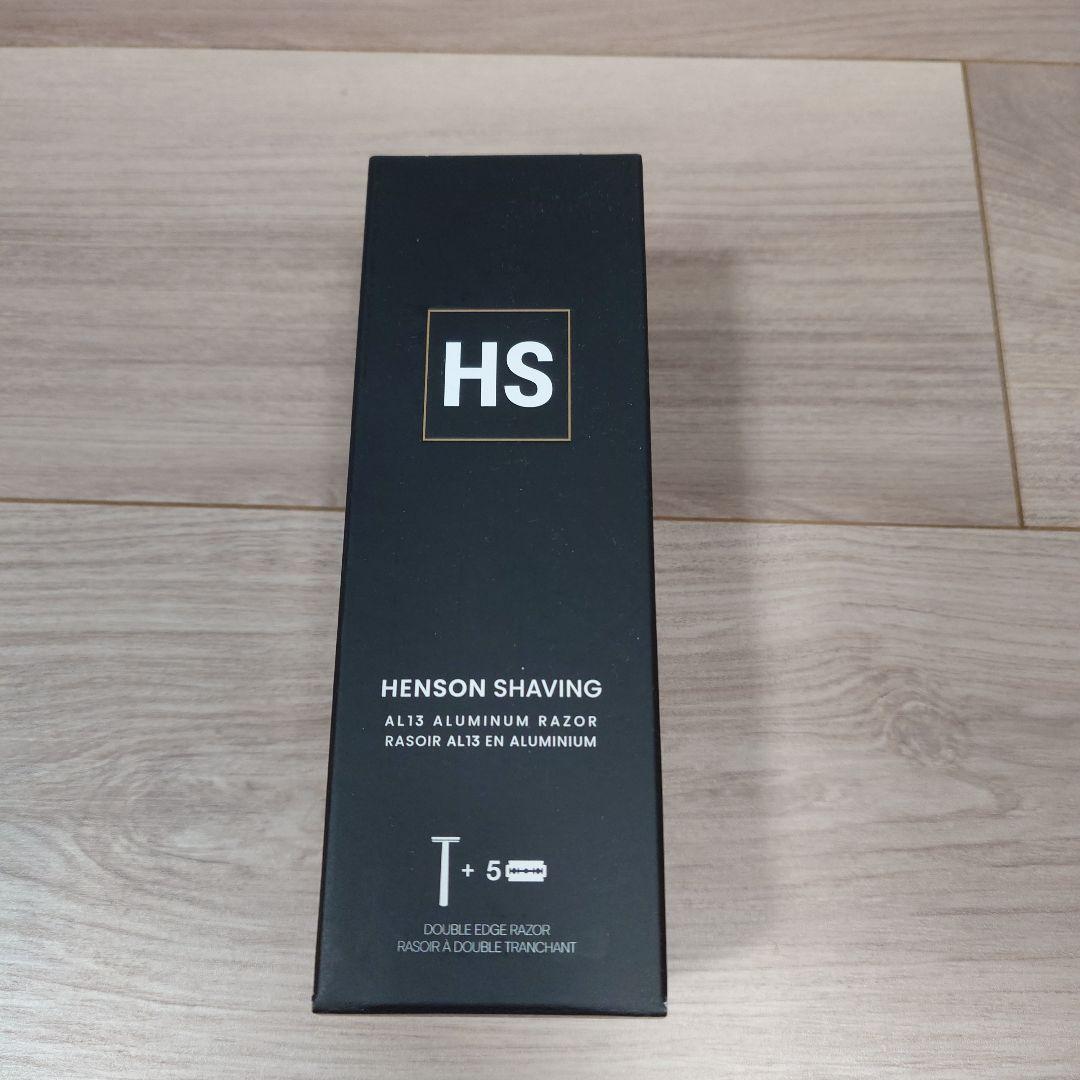 HS
HENSON SHAVING
AL13 ALUMINUM RAZOR
RASOIR AL13 EN ALUMINIUM
+ 5
DOUBLE EDGE RAZOR
RASOIR À DOUBLE TRANCHANT